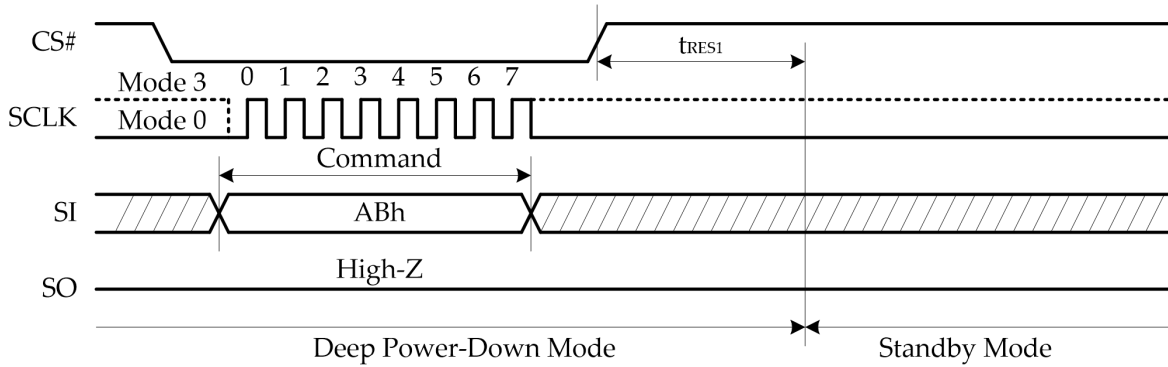 CS#
tRES1
Mode 3
0 1 2 3 4 5 6 7
SCLK
Mode 0
Command
SI
ABh
High-Z
SO
Deep Power-Down Mode
Standby Mode